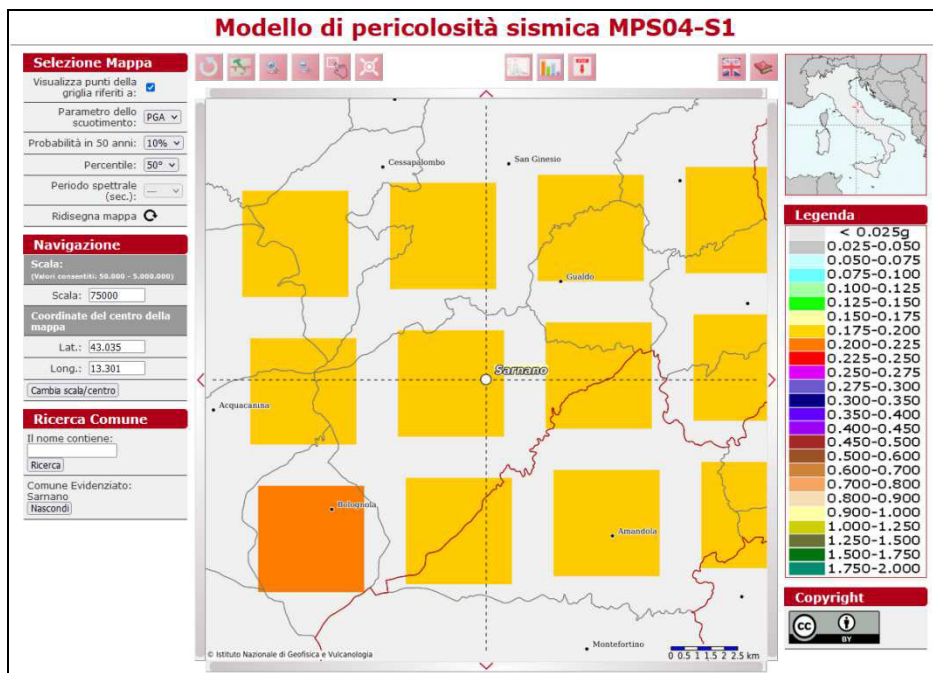 Modello di pericolosità sismica MPS04-S1
Selezione Mappa
Visualizza punti della
griglia riferiti a:
Parametro dello
scuotimento: PGA
Probabilità in 50 anni: 10%
Percentile: 50°
Periodo spettrale
(sec.): ---
Ridisegna mappa
Navigazione
Scala:
(Valori consentiti: 50.000 - 5.000.000)
Scala: 75000
Coordinate del centro della
mappa
Lat.: 43.035
Long.: 13.301
Cambia scala/centro
Ricerca Comune
Il nome contiene:
Ricerca
Comune Evidenziato:
Sarnano
Nascondi
Cessapalombo
San Ginesio
Gualdo
Sarnano
Acquacanina
Bolognola
Amandola
Montefortino
© Istituto Nazionale di Geofisica e Vulcanologia
0 0.5 1 1.5 2 2.5 km
Legenda
< 0.025g
0.025-0.050
0.050-0.075
0.075-0.100
0.100-0.125
0.125-0.150
0.150-0.175
0.175-0.200
0.200-0.225
0.225-0.250
0.250-0.275
0.275-0.300
0.300-0.350
0.350-0.400
0.400-0.450
0.450-0.500
0.500-0.600
0.600-0.700
0.700-0.800
0.800-0.900
0.900-1.000
1.000-1.250
1.250-1.500
1.500-1.750
1.750-2.000
Copyright
cc
BY